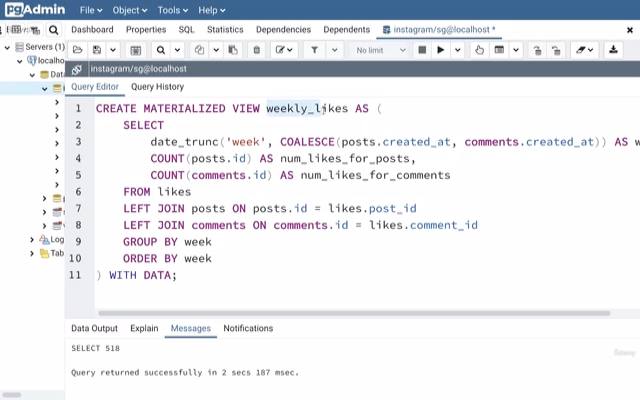 pgAdmin File Object Tools Help
Dashboard Properties SQL Statistics Dependencies Dependents instagram/sg@localhost *
Servers (1)
localho
Dat
No limit
instagram/sg@localhost
Query Editor Query History
1 CREATE MATERIALIZED VIEW weekly_likes AS (
2 SELECT
3 date_trunc('week', COALESCE(posts.created_at, comments.created_at)) AS w
4 COUNT(posts.id) AS num_likes_for_posts,
5 COUNT(comments.id) AS num_likes_for_comments
6 FROM likes
7 LEFT JOIN posts ON posts.id = likes.post_id
8 LEFT JOIN comments ON comments.id = likes.comment_id
9 GROUP BY week
10 ORDER BY week
11 ) WITH DATA;
Log
Tab
Data Output Explain Messages Notifications
SELECT 518
Query returned successfully in 2 secs 187 msec.